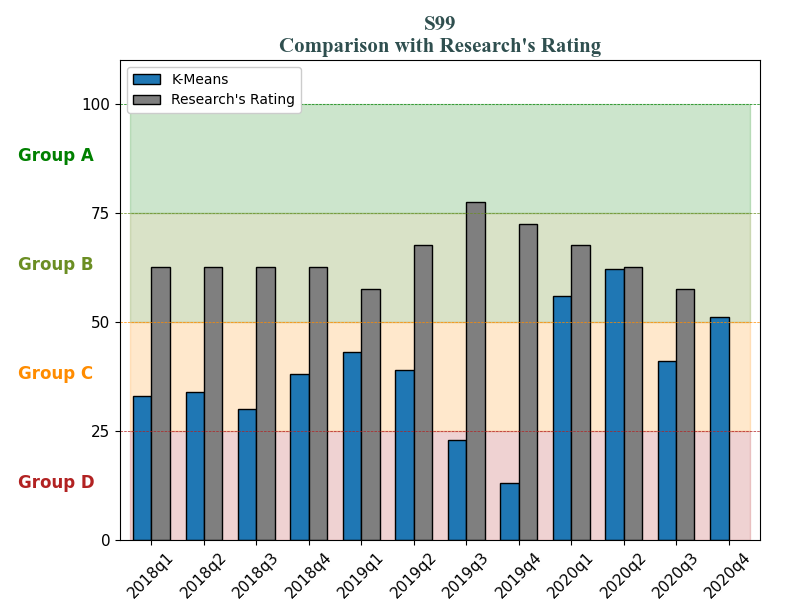 S99
Comparison with Research's Rating
K-Means
Research's Rating
100
Group A
75
Group B
50
Group C
25
Group D
0
2018q1
2018q2
2018q3
2018q4
2019q1
2019q2
2019q3
2019q4
2020q1
2020q2
2020q3
2020q4